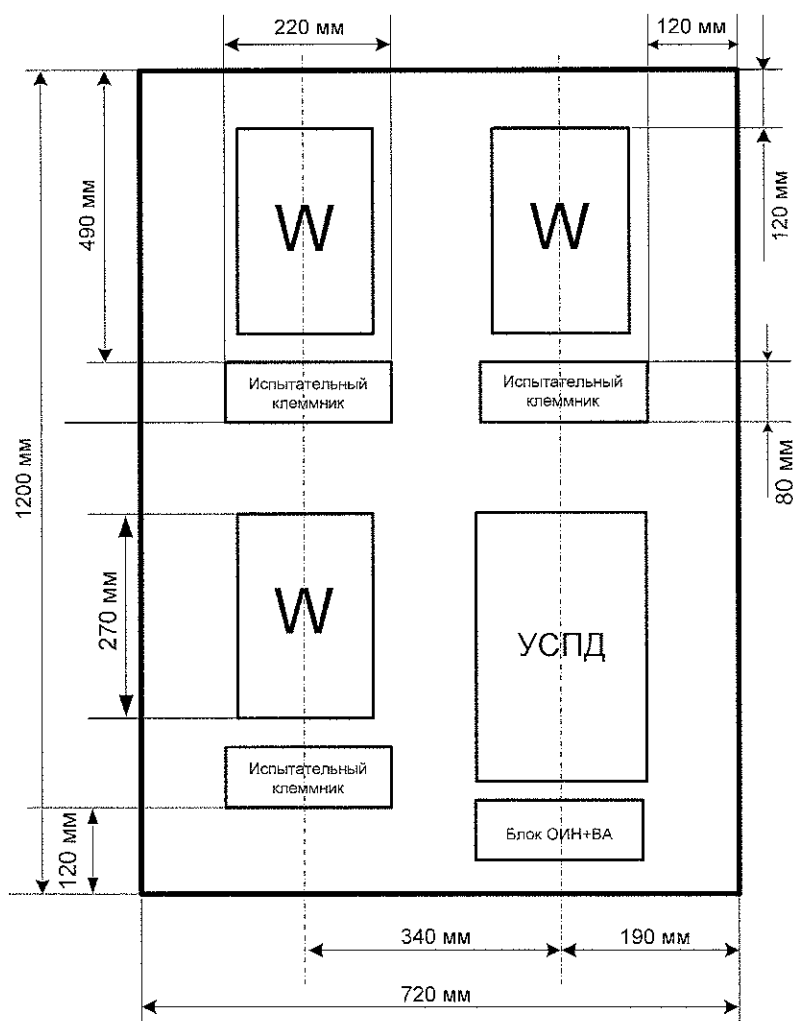 220 мм
120 мм
490 мм
W
W
120 мм
Испытательный
клеммник
Испытательный
клеммник
80 мм
1200 мм
270 мм
W
УСПД
Испытательный
клеммник
120 мм
Блок ОИН+ВА
340 мм
190 мм
720 мм